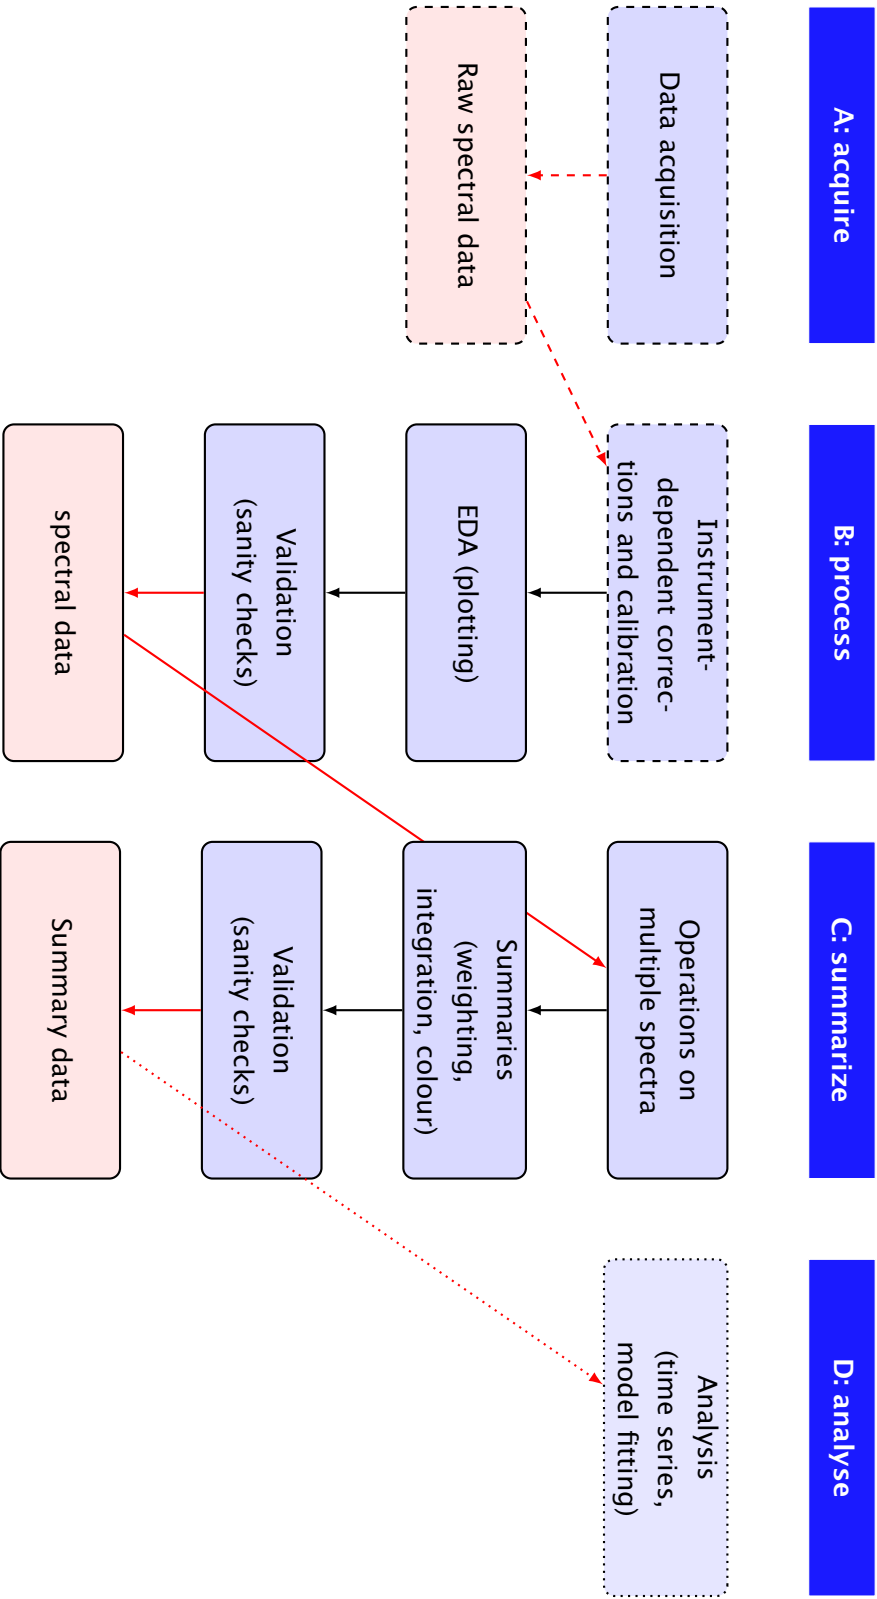 A: acquire
Data acquisition
Raw spectral data
B: process
Instrument-
dependent correc-
tions and calibration
EDA (plotting)
Validation
(sanity checks)
spectral data
C: summarize
Operations on
multiple spectra
Summaries
(weighting,
integration, colour)
Validation
(sanity checks)
Summary data
D: analyse
Analysis
(time series,
model fitting)